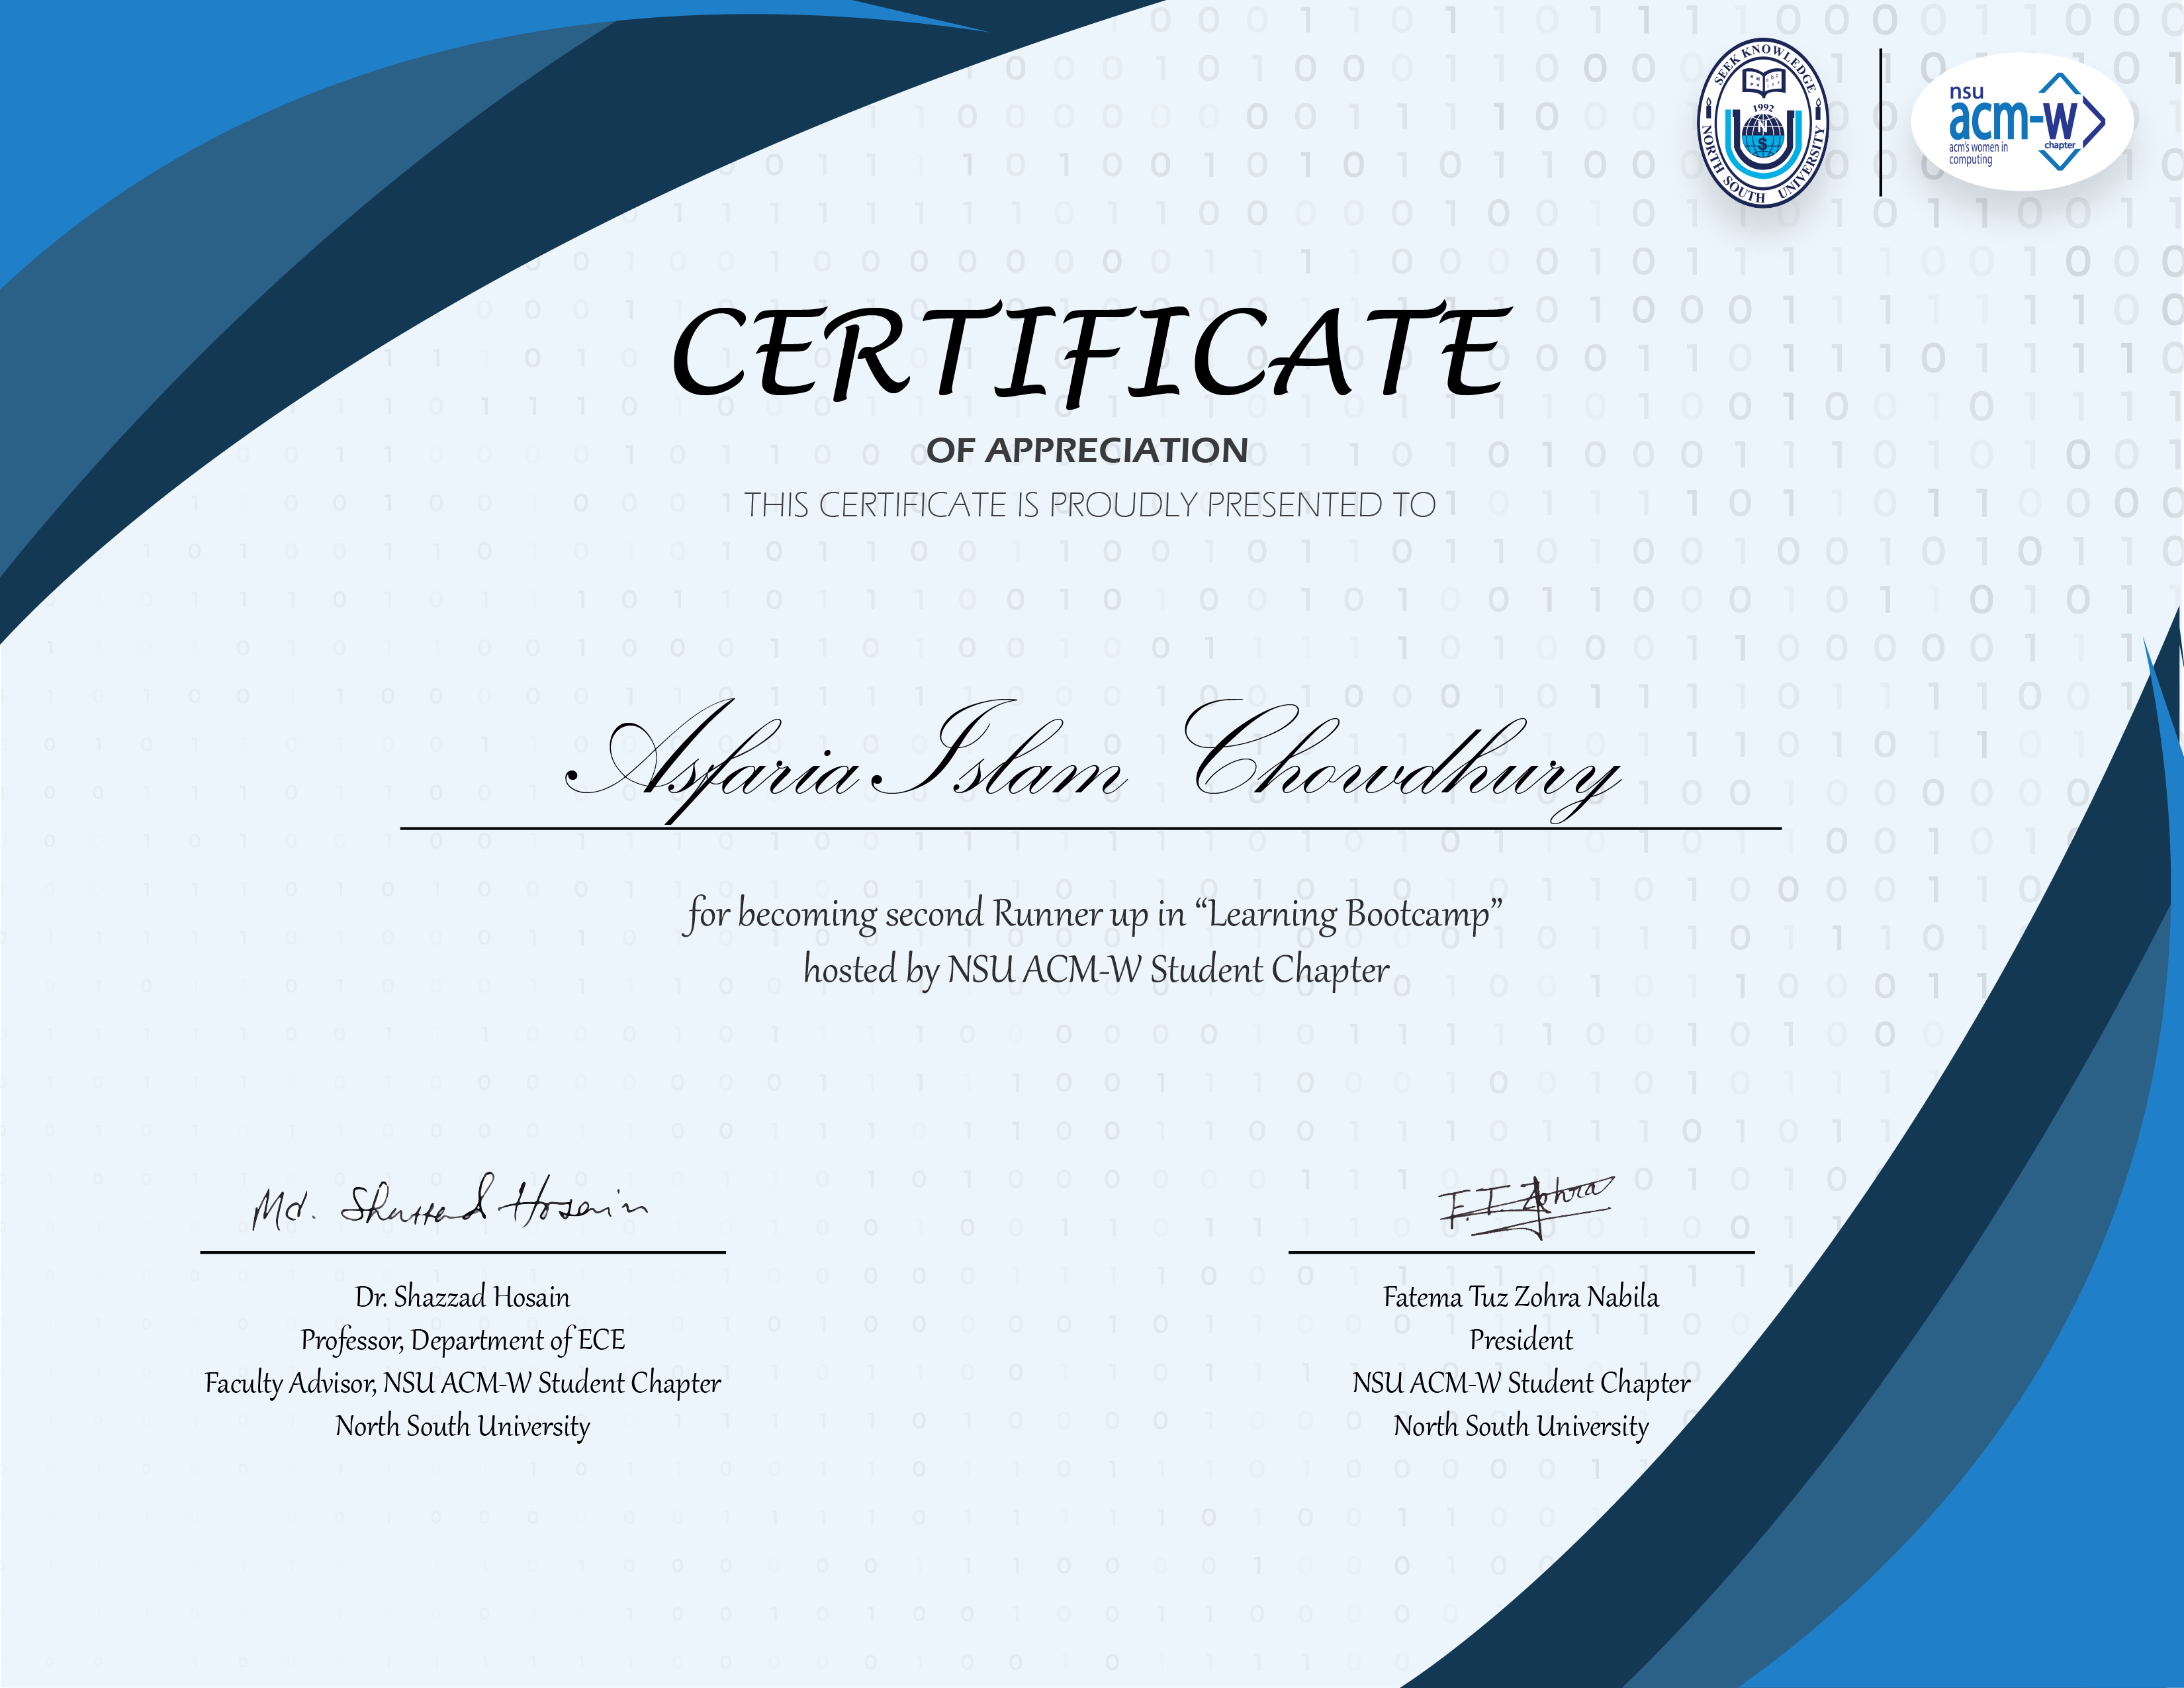 SEEK KNOWLEDGE
1992
NORTH SOUTH UNIVERSITY
nsu
acm-W
acm's women in
computing
chapter
CERTIFICATE
OF APPRECIATION
THIS CERTIFICATE IS PROUDLY PRESENTED TO
Asfaria Islam Chowdhury
for becoming second Runner up in “Learning Bootcamp”
hosted by NSU ACM-W Student Chapter
Md. Shazzad Hosain
Dr. Shazzad Hosain
Professor, Department of ECE
Faculty Advisor, NSU ACM-W Student Chapter
North South University
F.T. Zohra
Fatema Tuz Zohra Nabila
President
NSU ACM-W Student Chapter
North South University